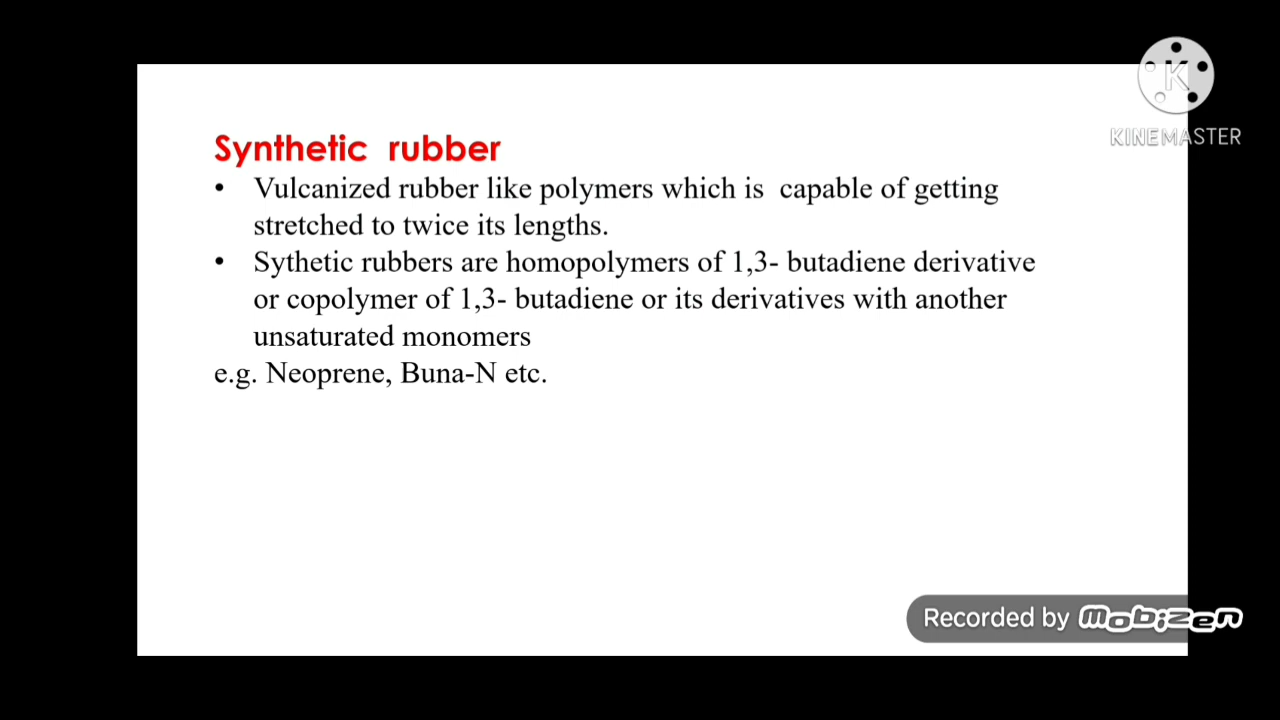 KINEMASTER
Synthetic rubber
• Vulcanized rubber like polymers which is capable of getting
stretched to twice its lengths.
• Sythetic rubbers are homopolymers of 1,3- butadiene derivative
or copolymer of 1,3- butadiene or its derivatives with another
unsaturated monomers
e.g. Neoprene, Buna-N etc.
Recorded by Mobizen